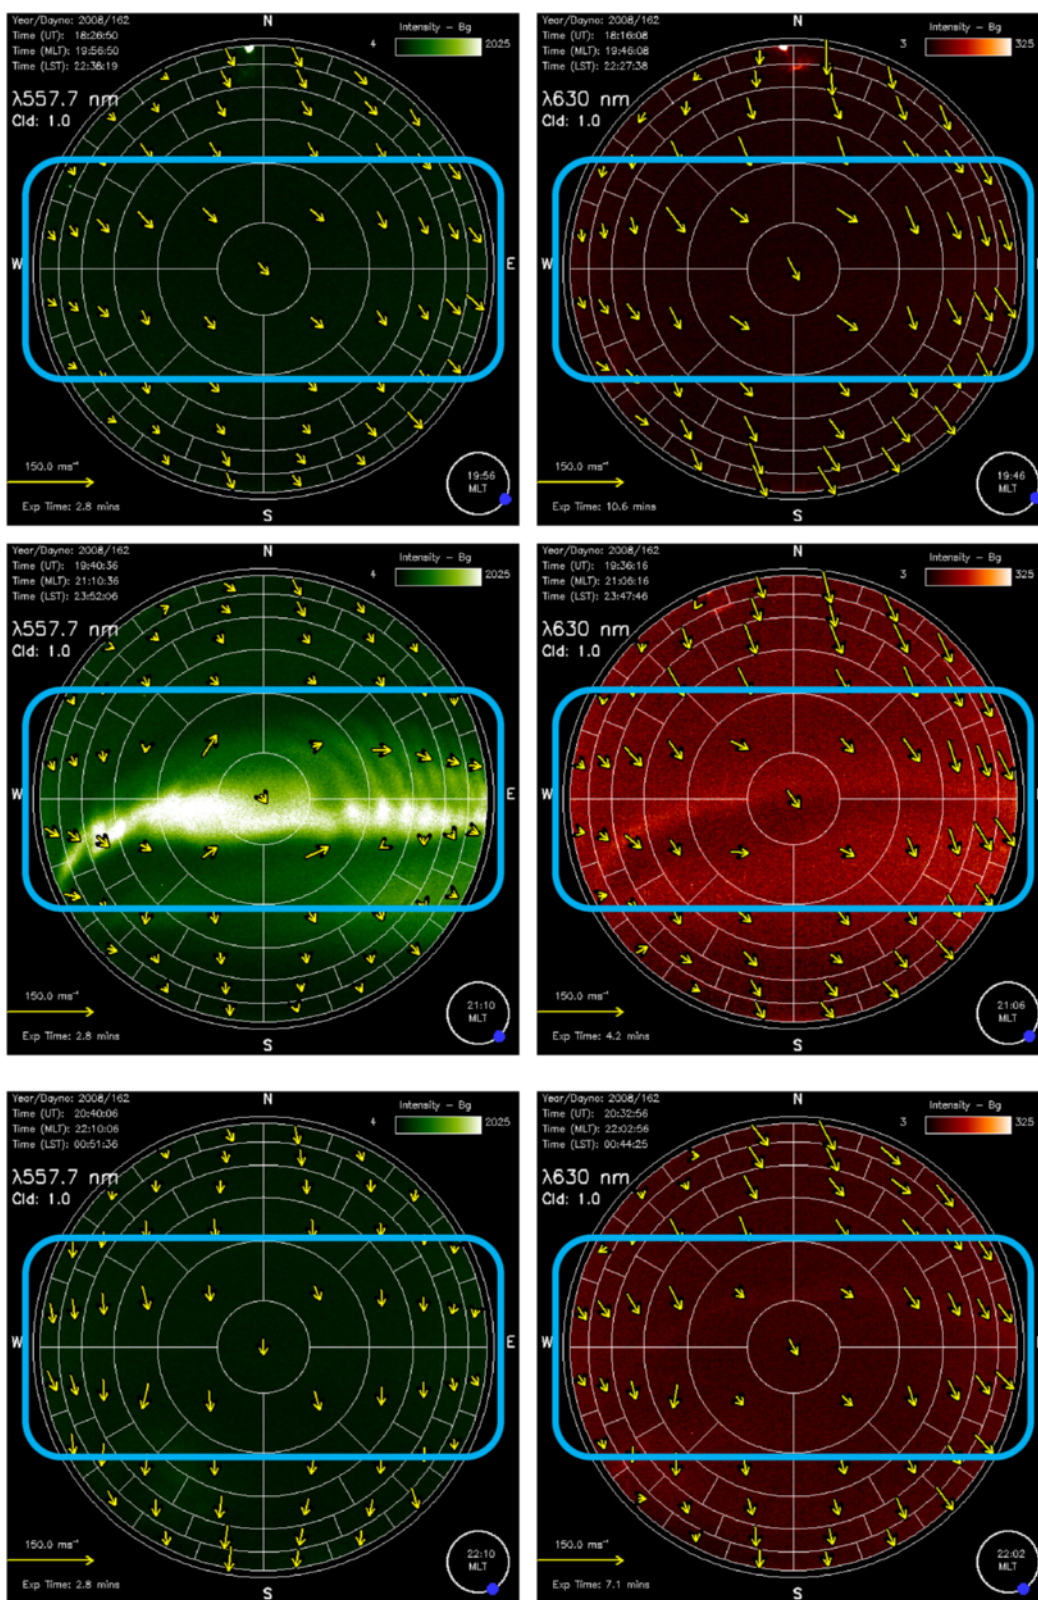 Year/Dayno: 2008/162
Time (UT): 18:26:50
Time (MLT): 19:56:50
Time (LST): 22:38:19
λ557.7 nm
Cld: 1.0
N
Intensity - Bg
4 2025
W
E
150.0 ms⁻¹
Exp Time: 2.8 mins
S
19:56
MLT
Year/Dayno: 2008/162
Time (UT): 18:16:08
Time (MLT): 19:46:08
Time (LST): 22:27:38
λ630 nm
Cld: 1.0
N
Intensity - Bg
3 325
W
150.0 ms⁻¹
Exp Time: 10.6 mins
S
19:46
MLT
Year/Dayno: 2008/162
Time (UT): 19:40:36
Time (MLT): 21:10:36
Time (LST): 23:52:06
λ557.7 nm
Cld: 1.0
N
Intensity - Bg
4 2025
W
E
150.0 ms⁻¹
Exp Time: 2.8 mins
S
21:10
MLT
Year/Dayno: 2008/162
Time (UT): 19:36:16
Time (MLT): 21:06:16
Time (LST): 23:47:46
λ630 nm
Cld: 1.0
N
Intensity - Bg
3 325
W
150.0 ms⁻¹
Exp Time: 4.2 mins
S
21:06
MLT
Year/Dayno: 2008/162
Time (UT): 20:40:06
Time (MLT): 22:10:06
Time (LST): 00:51:36
λ557.7 nm
Cld: 1.0
N
Intensity - Bg
4 2025
W
E
150.0 ms⁻¹
Exp Time: 2.8 mins
S
22:10
MLT
Year/Dayno: 2008/162
Time (UT): 20:32:56
Time (MLT): 22:02:56
Time (LST): 00:44:25
λ630 nm
Cld: 1.0
N
Intensity - Bg
3 325
W
150.0 ms⁻¹
Exp Time: 7.1 mins
S
22:02
MLT